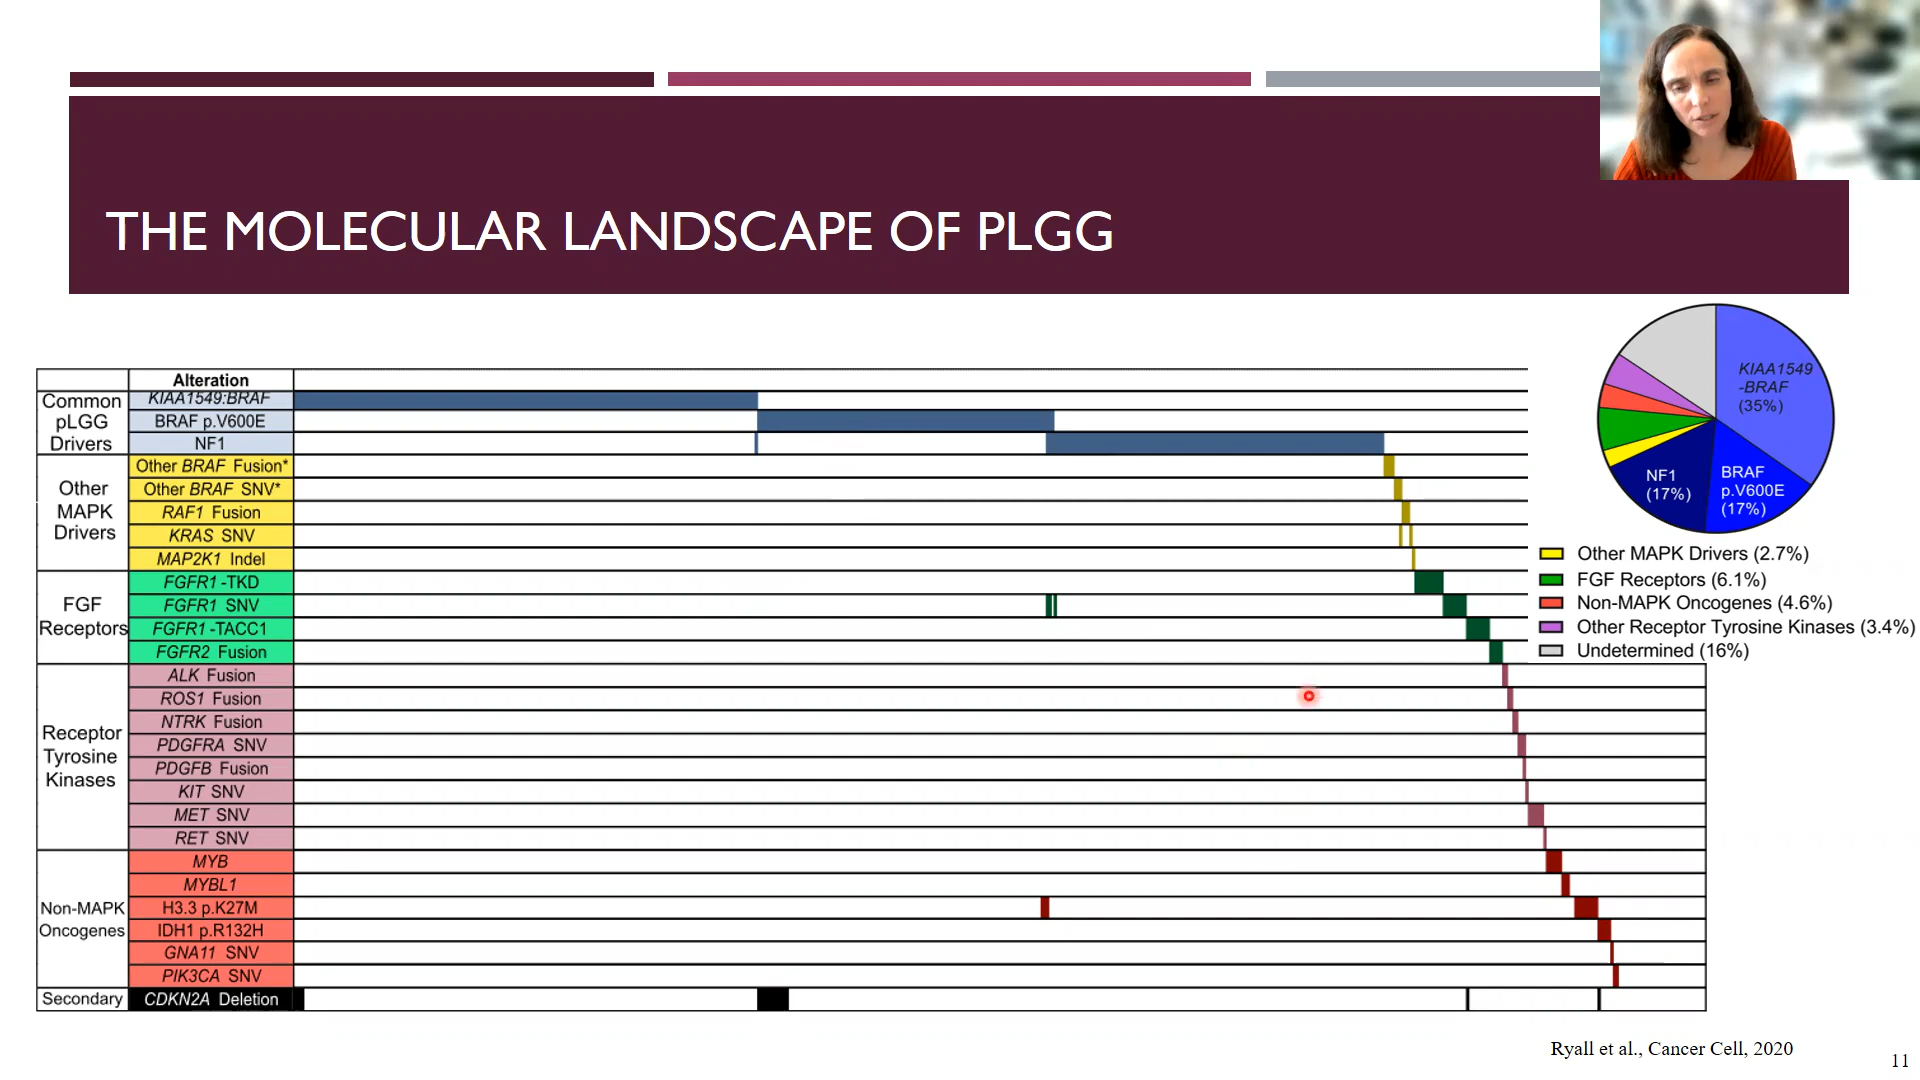 THE MOLECULAR LANDSCAPE OF PLGG
Alteration
Common
pLGG
Drivers
KIAA1549:BRAF
BRAF p.V600E
NF1
Other
MAPK
Drivers
Other BRAF Fusion*
Other BRAF SNV*
RAF1 Fusion
KRAS SNV
MAP2K1 Indel
FGF
Receptors
FGFR1-TKD
FGFR1 SNV
FGFR1-TACC1
FGFR2 Fusion
Receptor
Tyrosine
Kinases
ALK Fusion
ROS1 Fusion
NTRK Fusion
PDGFRA SNV
PDGFB Fusion
KIT SNV
MET SNV
RET SNV
Non-MAPK
Oncogenes
MYB
MYBL1
H3.3 p.K27M
IDH1 p.R132H
GNA11 SNV
PIK3CA SNV
Secondary
CDKN2A Deletion
KIAA1549
-BRAF
(35%)
NF1
(17%)
BRAF
p.V600E
(17%)
Other MAPK Drivers (2.7%)
FGF Receptors (6.1%)
Non-MAPK Oncogenes (4.6%)
Other Receptor Tyrosine Kinases (3.4%)
Undetermined (16%)
Ryall et al., Cancer Cell, 2020
11